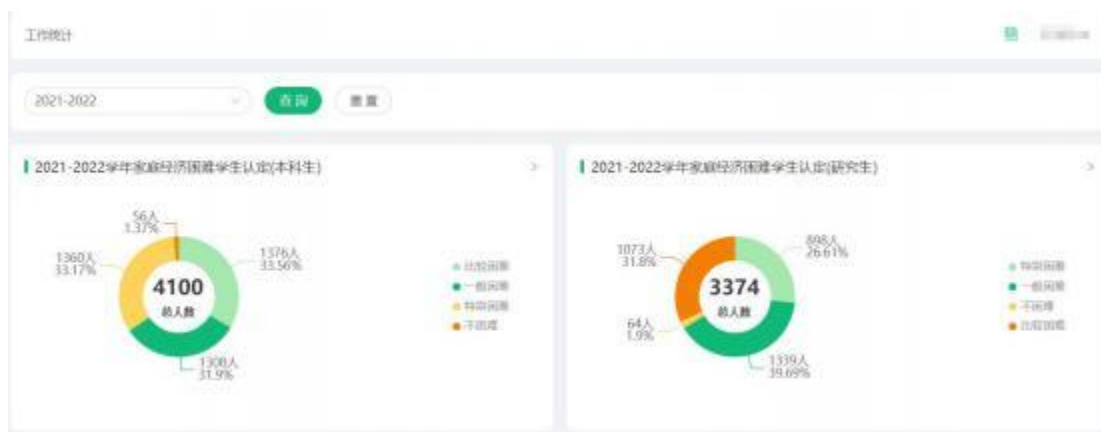 工作统计
2021-2022
查询
重置
2021-2022学年家庭经济困难学生认定(本科生)
56人
1.37%
1360人
33.17%
1376人
33.56%
4100
总人数
1308人
31.9%
比较困难
一般困难
特别困难
不困难
2021-2022学年家庭经济困难学生认定(研究生)
1073人
31.8%
898人
26.61%
3374
总人数
64人
1.9%
1339人
39.69%
特别困难
一般困难
不困难
比较困难